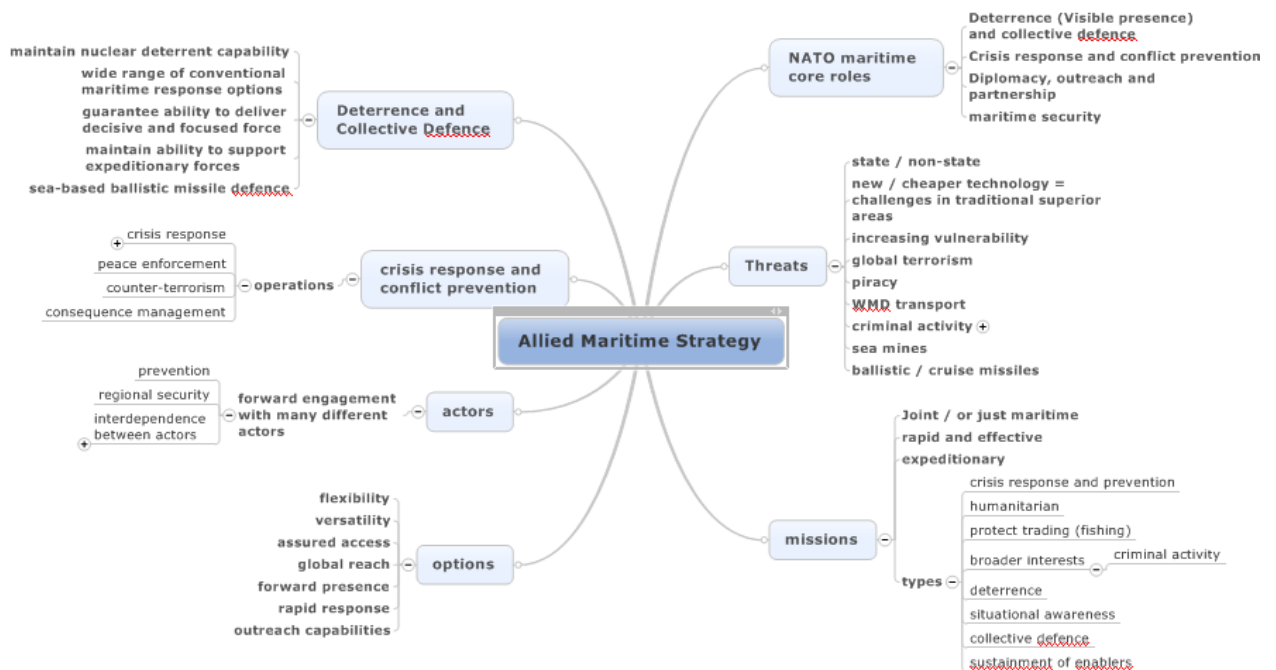 Allied Maritime Strategy
NATO maritime
core roles
Deterrence (Visible presence)
and collective defence
Crisis response and conflict prevention
Diplomacy, outreach and
partnership
maritime security
Threats
state / non-state
new / cheaper technology =
challenges in traditional superior
areas
increasing vulnerability
global terrorism
piracy
WMD transport
criminal activity
sea mines
ballistic / cruise missiles
missions
Joint / or just maritime
rapid and effective
expeditionary
types
crisis response and prevention
humanitarian
protect trading (fishing)
broader interests
criminal activity
deterrence
situational awareness
collective defence
sustainment of enablers
Deterrence and
Collective Defence
maintain nuclear deterrent capability
wide range of conventional
maritime response options
guarantee ability to deliver
decisive and focused force
maintain ability to support
expeditionary forces
sea-based ballistic missile defence
crisis response and
conflict prevention
operations
crisis response
peace enforcement
counter-terrorism
consequence management
actors
forward engagement
with many different
actors
prevention
regional security
interdependence
between actors
options
flexibility
versatility
assured access
global reach
forward presence
rapid response
outreach capabilities